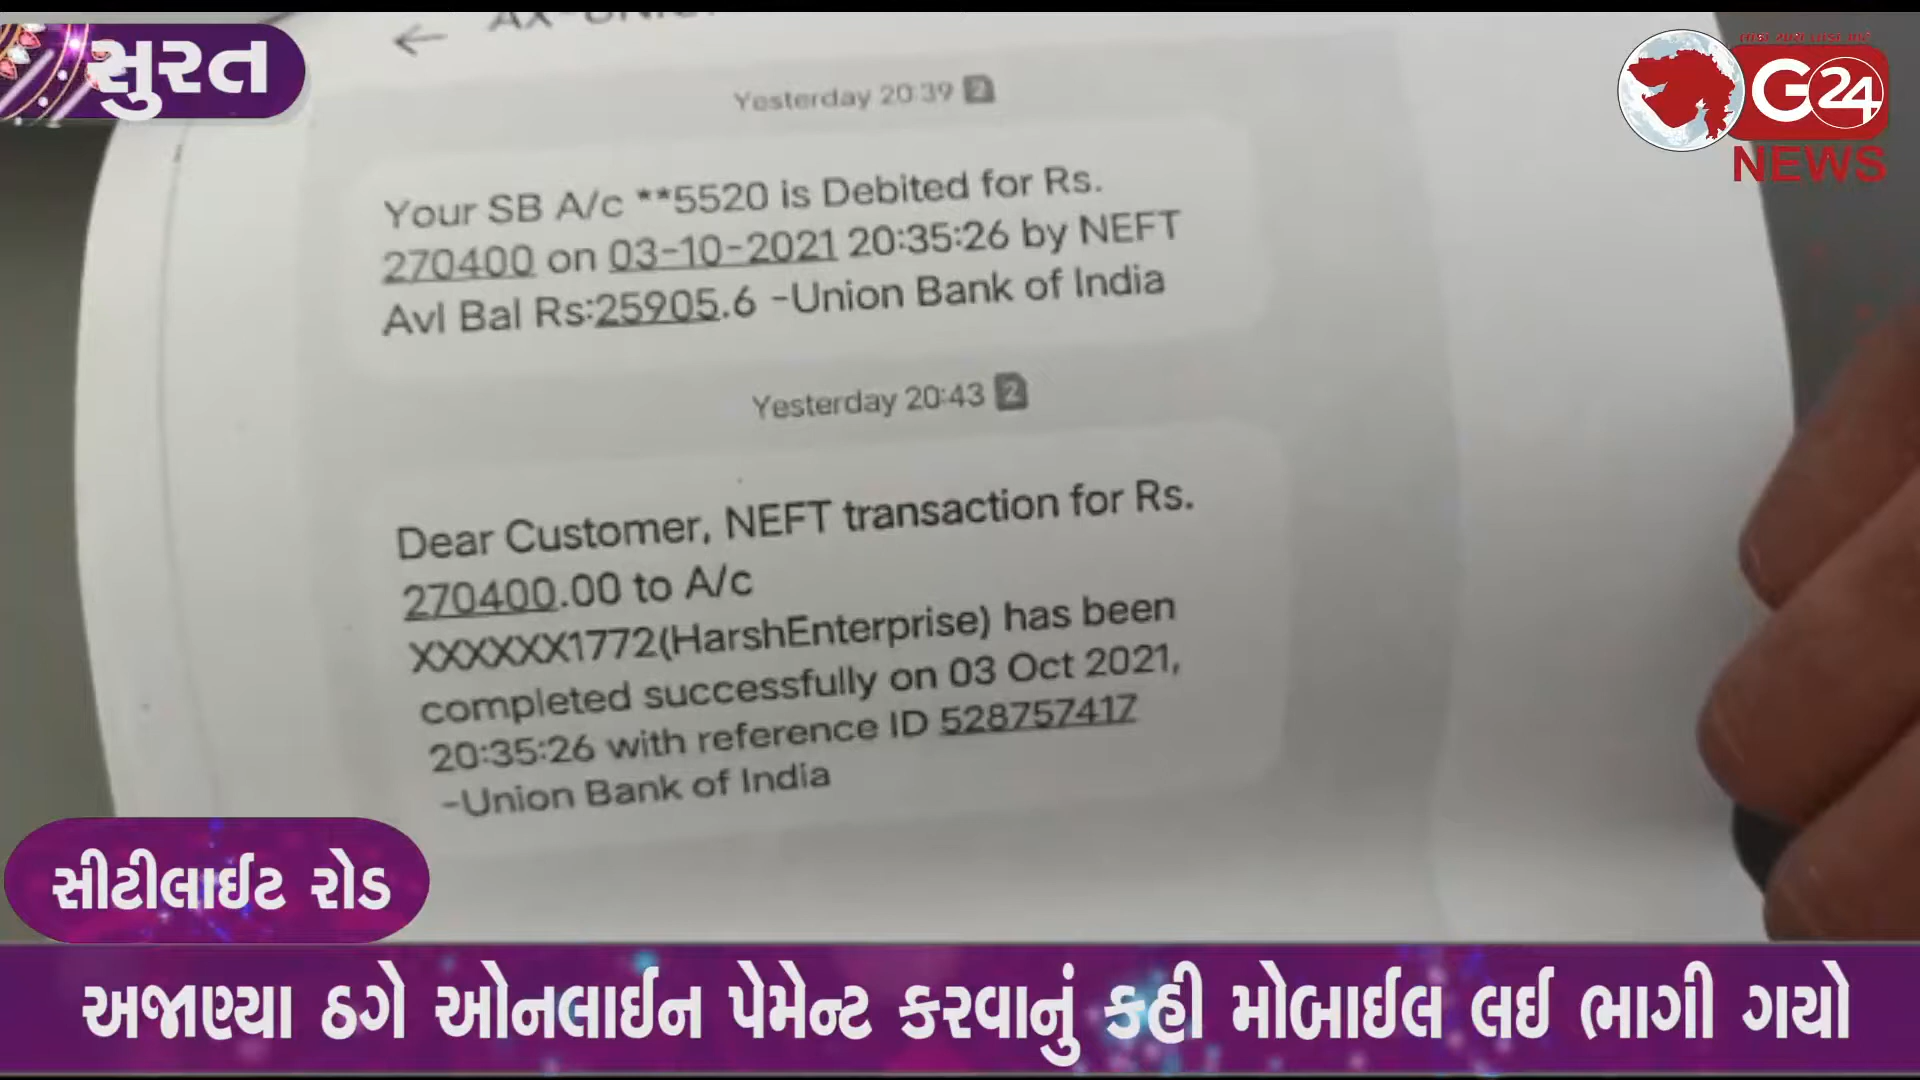 સુરત
G24
NEWS
Yesterday 20:39 2
Your SB A/c **5520 is Debited for Rs.
270400 on 03-10-2021 20:35:26 by NEFT
Avl Bal Rs:25905.6 -Union Bank of India
Yesterday 20:43 2
Dear Customer, NEFT transaction for Rs.
270400.00 to A/c
XXXXXX1772(HarshEnterprise) has been
completed successfully on 03 Oct 2021,
20:35:26 with reference ID 528757417
-Union Bank of India
સીટીલાઈટ રોડ
અજાણ્યા ઠગે ઓનલાઈન પેમેન્ટ કરવાનું કહી મોબાઈલ લઈ ભાગી ગયો